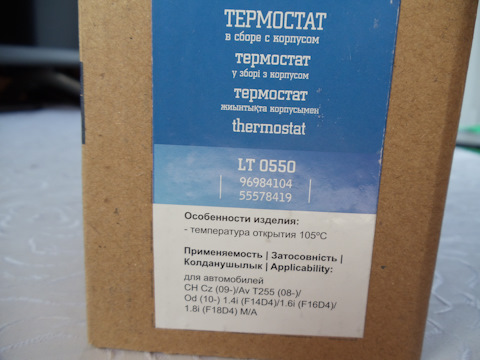 ТЕРМОСТАТ
в сборе с корпусом
термостат
у зборі з корпусом
термостат
жиынтықта корпусымен
thermostat
LT 0550
96984104
55578419
Особенности изделия:
- температура открытия 105ºС
Применяемость | Затосовність |
Колданушылык | Applicability:
для автомобилей
CH Cz (09-)/Av T255 (08-)/
Od (10-) 1.4i (F14D4)/1.6i (F16D4)/
1.8i (F18D4) M/A